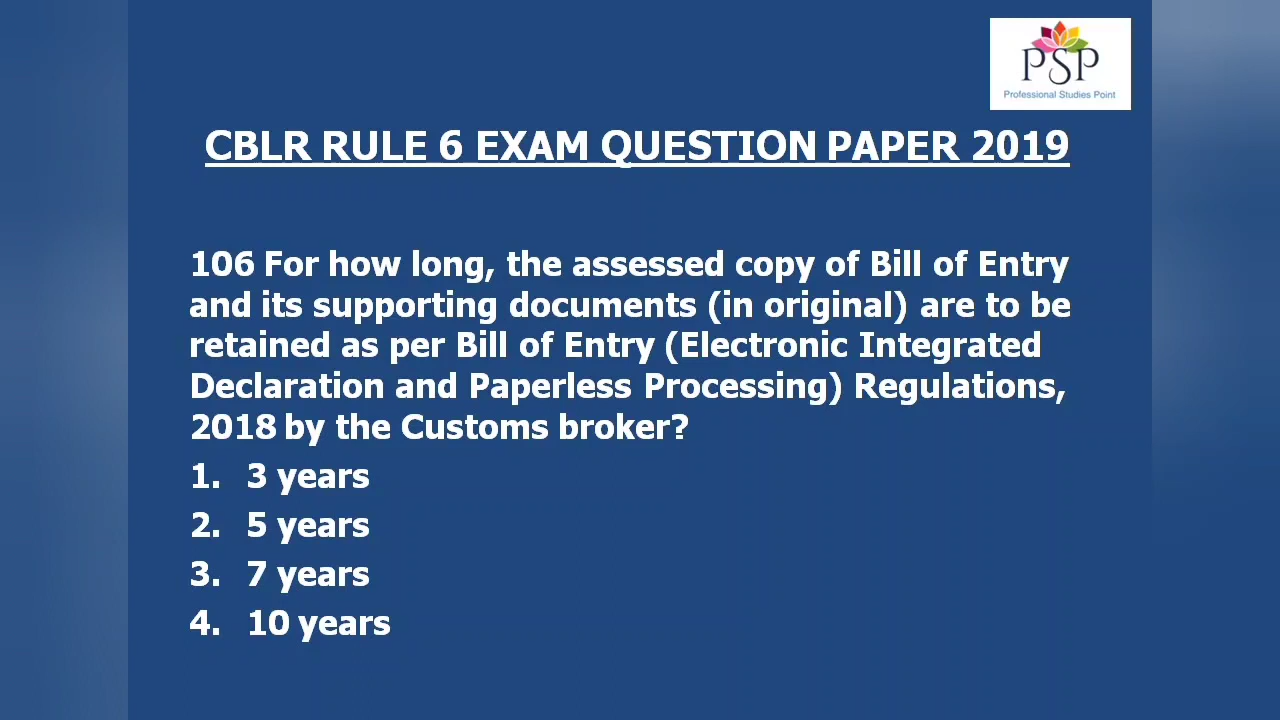 PSP
Professional Studies Point
CBLR RULE 6 EXAM QUESTION PAPER 2019
106 For how long, the assessed copy of Bill of Entry
and its supporting documents (in original) are to be
retained as per Bill of Entry (Electronic Integrated
Declaration and Paperless Processing) Regulations,
2018 by the Customs broker?
1. 3 years
2. 5 years
3. 7 years
4. 10 years